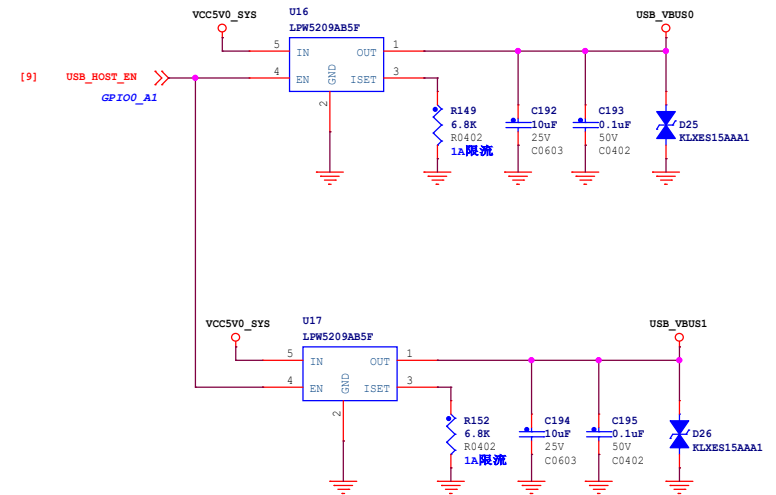 VCC5V0_SYS
U16
LPW5209AB5F
USB_VBUS0
5 IN OUT 1
[9] USB_HOST_EN 4 EN ISET 3
GND
2
GPIO0_A1
R149
6.8K
R0402
1A限流
C192
10uF
25V
C0603
C193
0.1uF
50V
C0402
D25
KLXES15AAA1
VCC5V0_SYS
U17
LPW5209AB5F
USB_VBUS1
5 IN OUT 1
4 EN ISET 3
GND
2
R152
6.8K
R0402
1A限流
C194
10uF
25V
C0603
C195
0.1uF
50V
C0402
D26
KLXES15AAA1